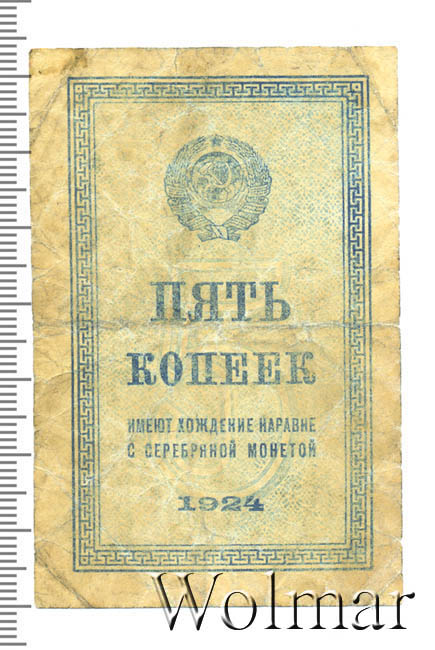 ПЯТЬ
КОПЕЕК
ИМЕЮТ ХОЖДЕНИЕ НАРАВНЕ
С СЕРЕБРЯНОЙ МОНЕТОЙ
1924
Wolmar